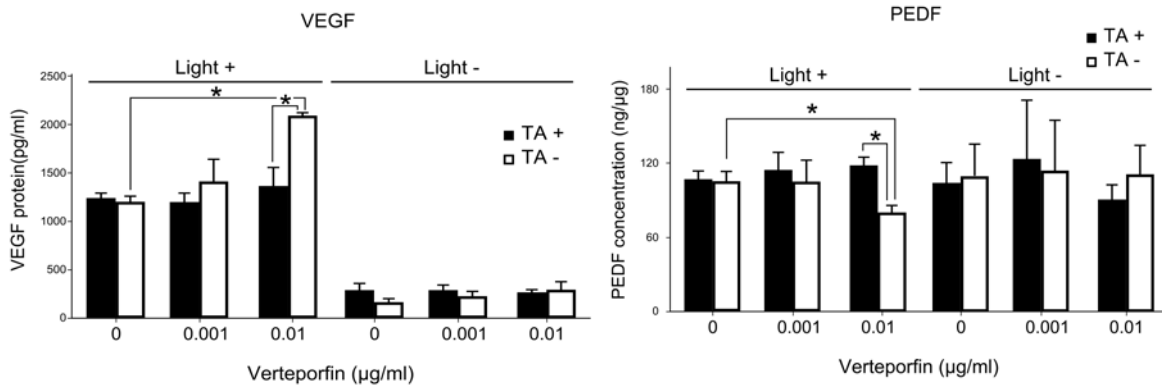 VEGF
Light +
Light -
2500
2000
1500
1000
500
0
VEGF protein(pg/ml)
*
*
TA +
TA -
0
0.001
0.01
0
0.001
0.01
Verteporfin (µg/ml)
PEDF
TA +
TA -
Light +
Light -
180
120
60
0
PEDF concentration (ng/µg)
*
*
0
0.001
0.01
0
0.001
0.01
Verteporfin (µg/ml)